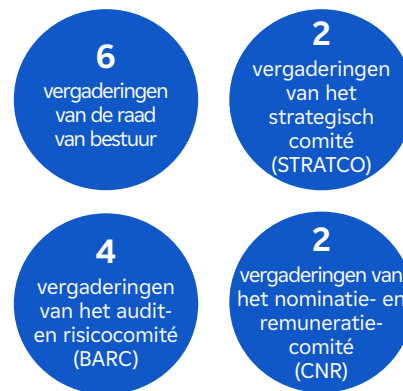 6
vergaderingen
van de raad
van bestuur
2
vergaderingen
van het
strategisch
comité
(STRATCO)
4
vergaderingen
van het audit-
en risicocomité
(BARC)
2
vergaderingen van
het nominatie- en
remuneratie-
comité
(CNR)